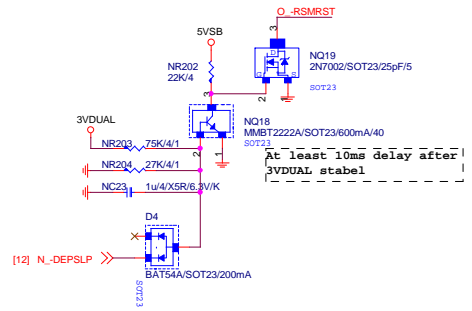 O_-RSMRST
3
5VSB
D
NQ19
2N7002/SOT23/25pF/5
NR202
22K/4
G
S
SOT23
2
1
3
NQ18
MMBT2222A/SOT23/600mA/40
SOT23
3VDUAL
NR203 75K/4/1
2
1
At least 10ms delay after
3VDUAL stabel
NR204 27K/4/1
NC23 1u/4/X5R/6.3V/K
D4
[12] N_-DEPSLP
BAT54A/SOT23/200mA
SOT23